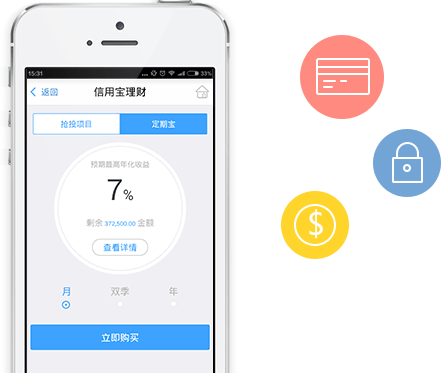 15:31 ... 33%
返回 信用宝理财
抢投项目 定期宝
预期最高年化收益
7%
剩余 372,500.00 金额
查看详情
月 双季 年
立即购买
$